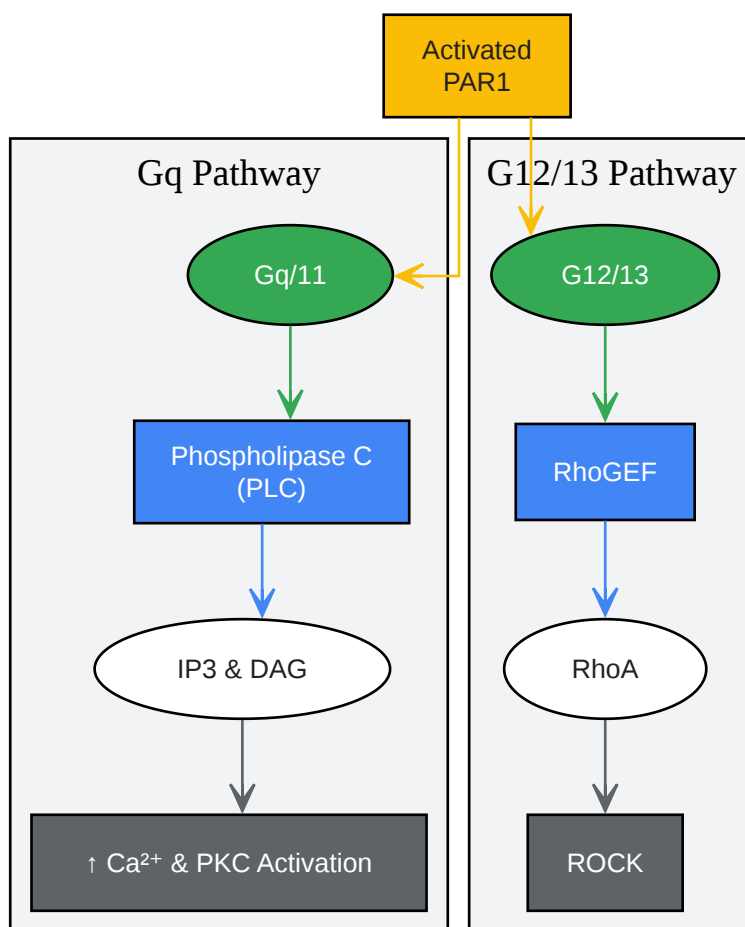 Activated
PAR1
Gq Pathway
G12/13 Pathway
Gq/11
G12/13
Phospholipase C
(PLC)
RhoGEF
IP3 & DAG
RhoA
↑ Ca²⁺ & PKC Activation
ROCK